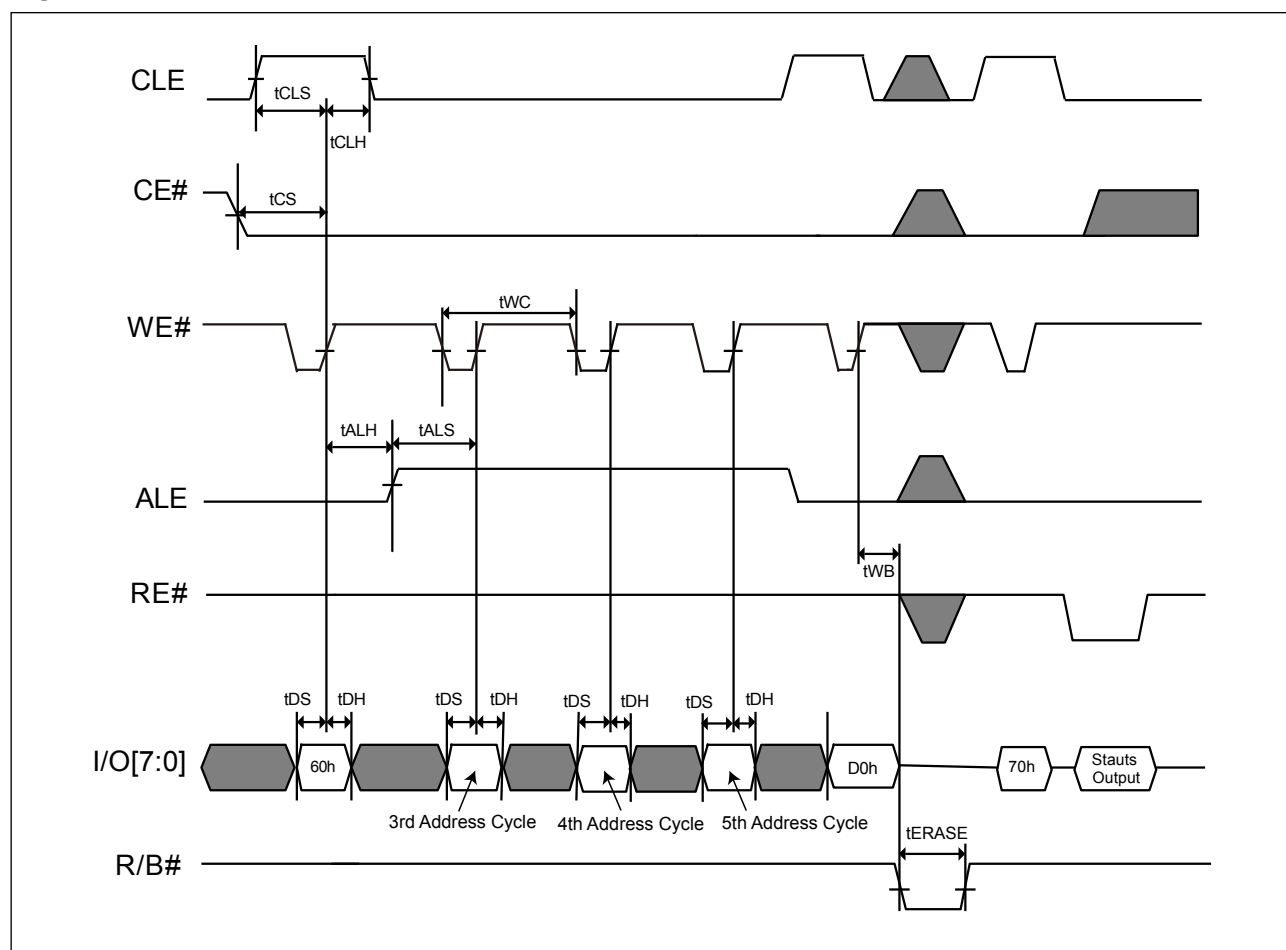 CLE
tCLS
tCLH
CE#
tCS
WE#
tWC
ALE
tALH
tALS
RE#
tWB
I/O[7:0]
tDS
tDH
tDS
tDH
tDS
tDH
tDS
tDH
60h
D0h
70h
Stauts
Output
3rd Address Cycle
4th Address Cycle
5th Address Cycle
R/B#
tERASE